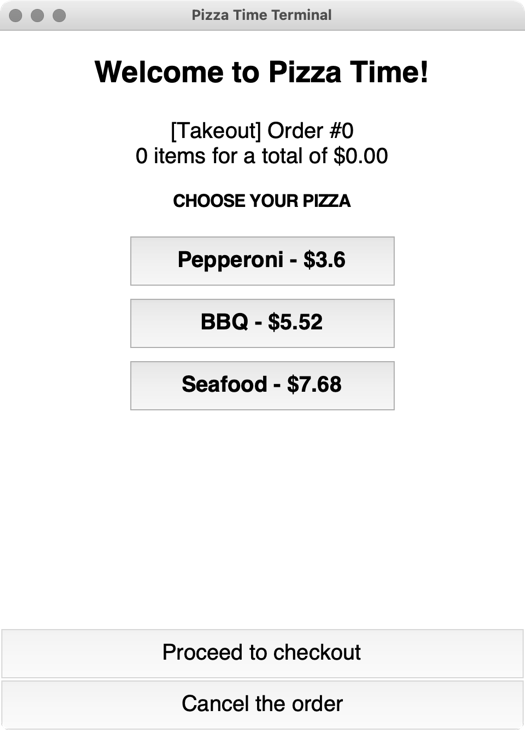 Pizza Time Terminal
Welcome to Pizza Time!
[Takeout] Order #0
0 items for a total of $0.00
CHOOSE YOUR PIZZA
Pepperoni - $3.6
BBQ - $5.52
Seafood - $7.68
Proceed to checkout
Cancel the order